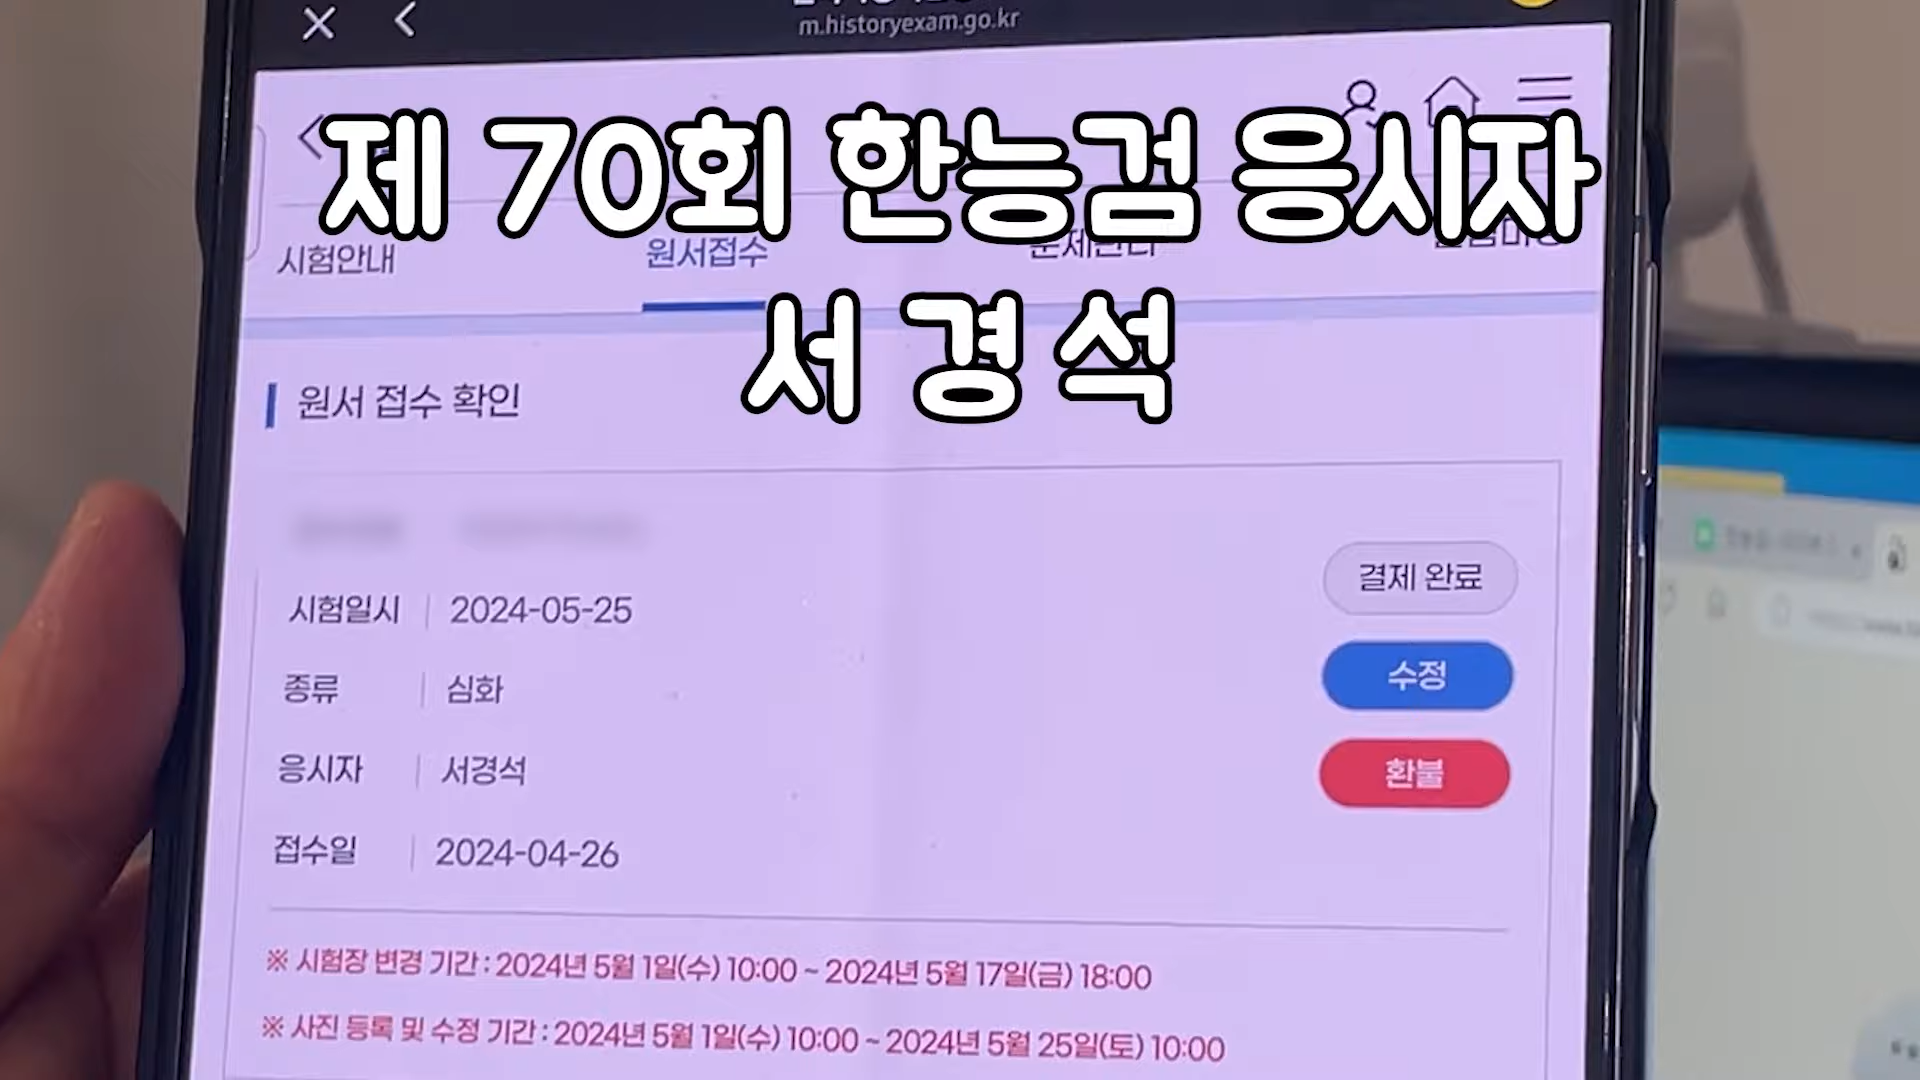 m.historyexam.go.kr
제 70회 한능검 응시자
서 경 석
시험안내
원서접수
원서 접수 확인
결제 완료
시험일시 2024-05-25
수정
종류 심화
환불
응시자 서경석
접수일 2024-04-26
※ 시험장 변경 기간 : 2024년 5월 1일(수) 10:00 ~ 2024년 5월 17일(금) 18:00
※ 사진 등록 및 수정 기간 : 2024년 5월 1일(수) 10:00 ~ 2024년 5월 25일(토) 10:00